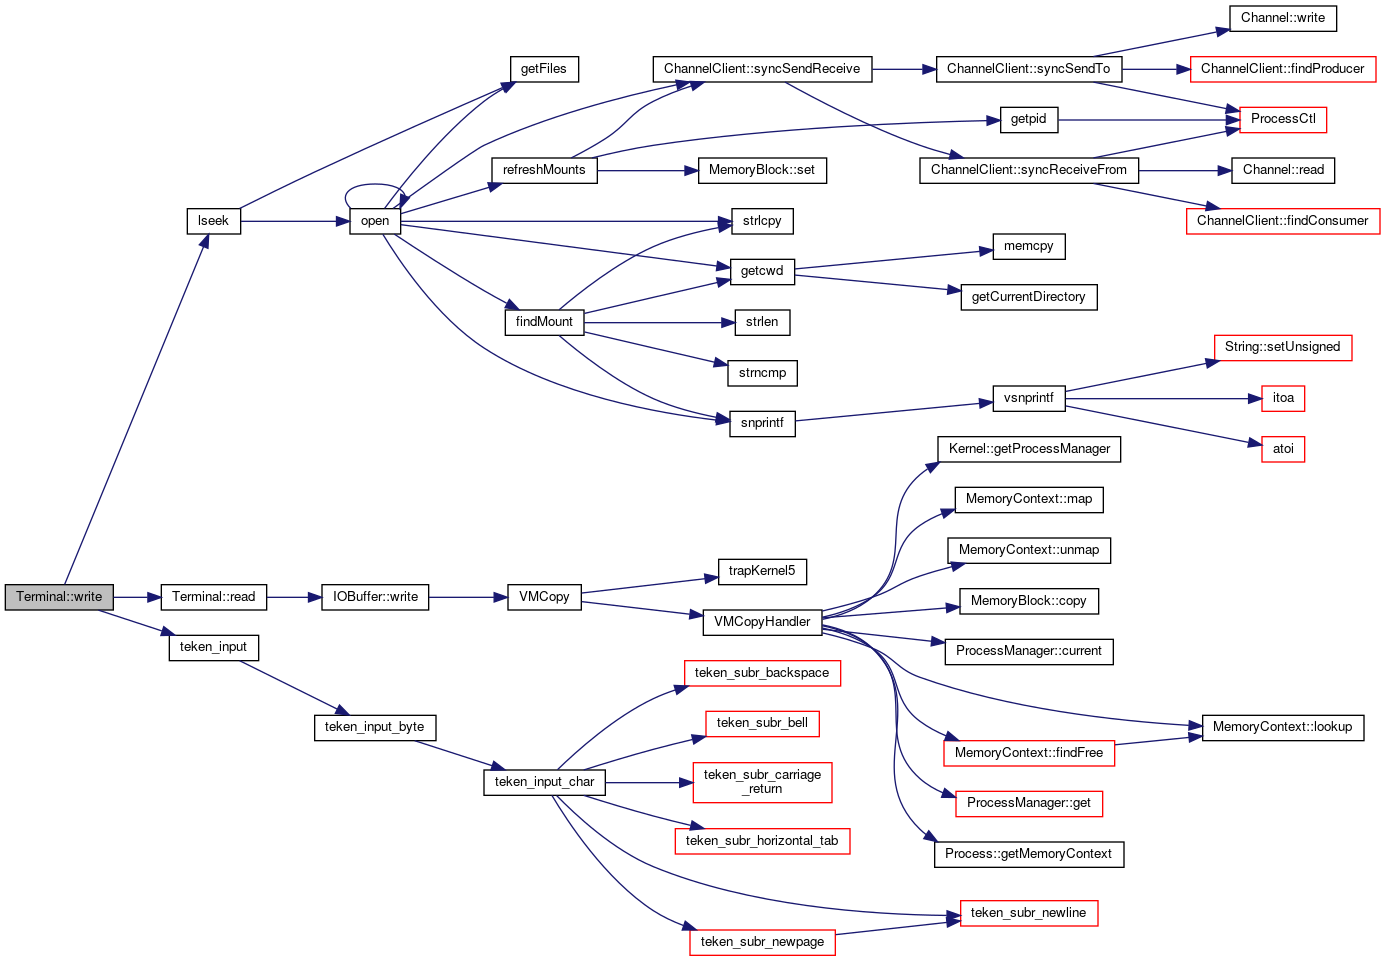 Channel::write
getFiles
ChannelClient::syncSendReceive
ChannelClient::syncSendTo
ChannelClient::findProducer
getpid
ProcessCtl
refreshMounts
MemoryBlock::set
ChannelClient::syncReceiveFrom
Channel::read
lseek
open
strlcpy
ChannelClient::findConsumer
memcpy
getcwd
getCurrentDirectory
findMount
strlen
String::setUnsigned
strncmp
vsnprintf
itoa
snprintf
Kernel::getProcessManager
atoi
MemoryContext::map
MemoryContext::unmap
trapKernel5
Terminal::write
Terminal::read
IOBuffer::write
VMCopy
MemoryBlock::copy
VMCopyHandler
teken_input
ProcessManager::current
teken_subr_backspace
teken_input_byte
teken_subr_bell
MemoryContext::lookup
MemoryContext::findFree
teken_input_char
teken_subr_carriage
_return
ProcessManager::get
teken_subr_horizontal_tab
Process::getMemoryContext
teken_subr_newline
teken_subr_newpage